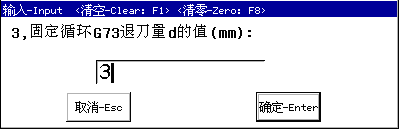 输入-Input <清空-Clear: F1> <清零-Zero: F8>
3,固定循环G73退刀量d的值(mm):
3
取消-Esc 确定-Enter